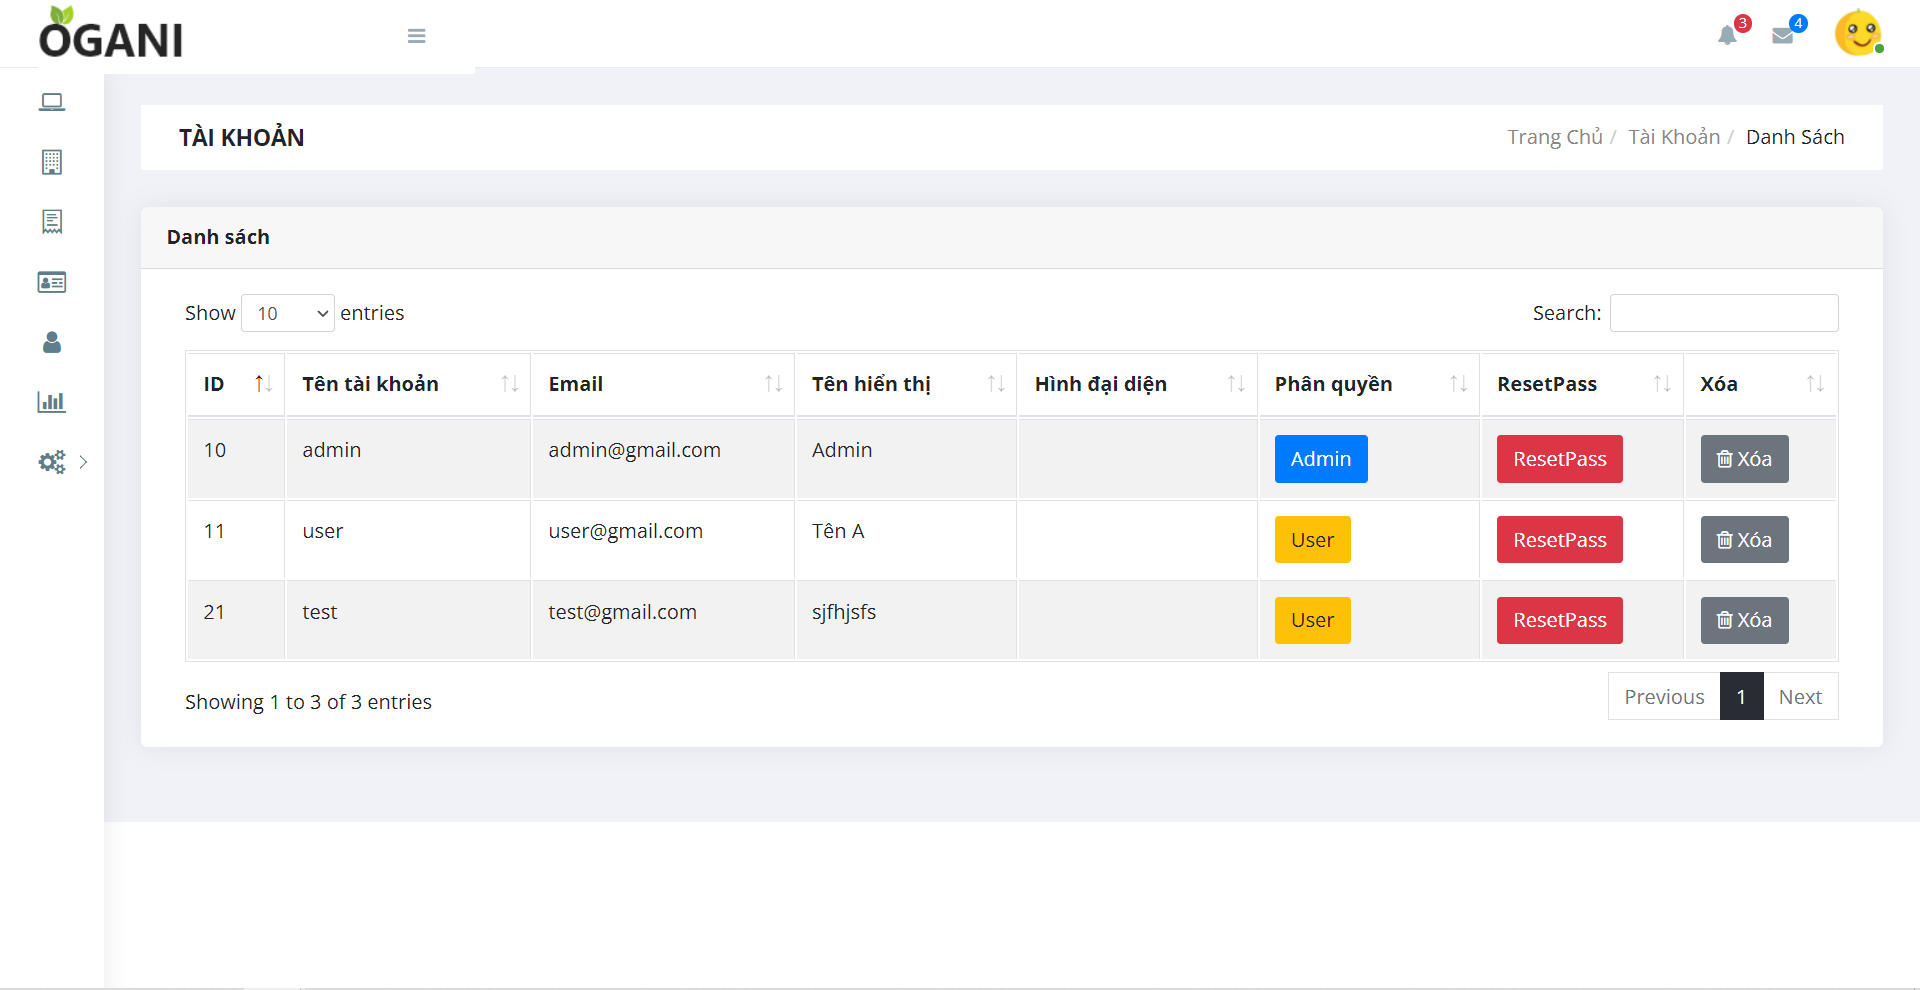 OGANI
3
4
TÀI KHOẢN
Trang Chủ / Tài Khoản / Danh Sách
Danh sách
Show 10 entries
Search:
ID Tên tài khoản Email Tên hiển thị Hình đại diện Phân quyền ResetPass Xóa
10 admin admin@gmail.com Admin Admin ResetPass Xóa
11 user user@gmail.com Tên A User ResetPass Xóa
21 test test@gmail.com sjfhjsfs User ResetPass Xóa
Showing 1 to 3 of 3 entries
Previous 1 Next